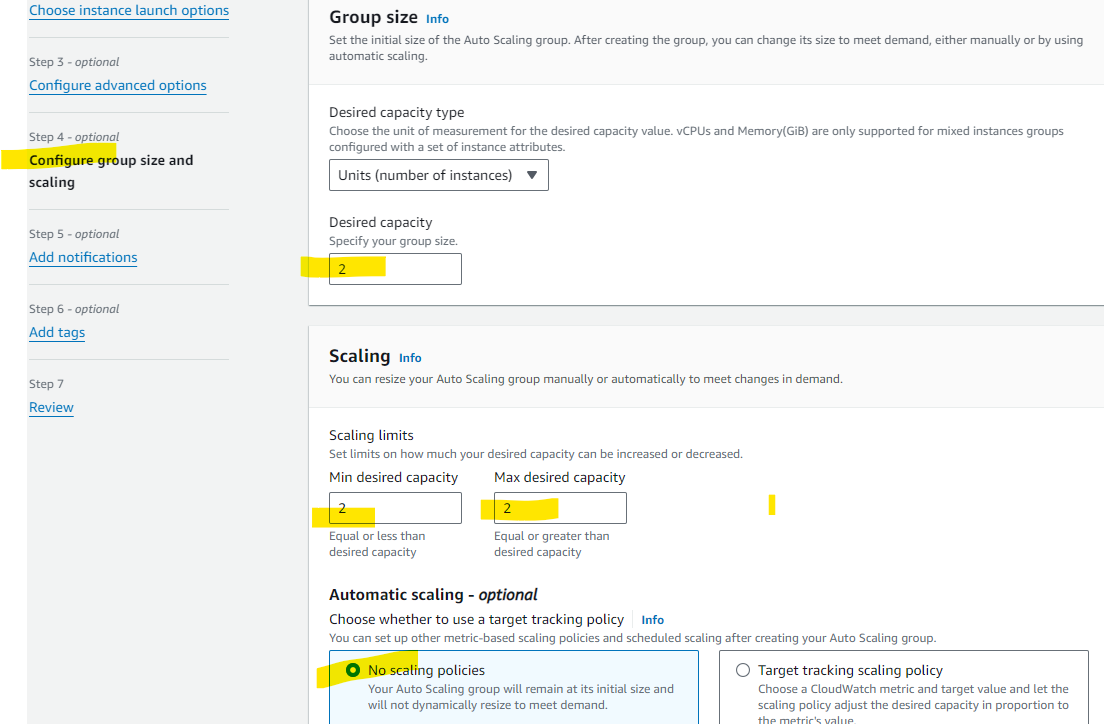 Choose instance launch options
Step 3 - optional
Configure advanced options
Step 4 - optional
Configure group size and
scaling
Step 5 - optional
Add notifications
Step 6 - optional
Add tags
Step 7
Review
Group size Info
Set the initial size of the Auto Scaling group. After creating the group, you can change its size to meet demand, either manually or by using
automatic scaling.
Desired capacity type
Choose the unit of measurement for the desired capacity value. vCPUs and Memory(GiB) are only supported for mixed instances groups
configured with a set of instance attributes.
Units (number of instances)
Desired capacity
Specify your group size.
2
Scaling Info
You can resize your Auto Scaling group manually or automatically to meet changes in demand.
Scaling limits
Set limits on how much your desired capacity can be increased or decreased.
Min desired capacity
2
Equal or less than
desired capacity
Max desired capacity
2
Equal or greater than
desired capacity
Automatic scaling - optional
Choose whether to use a target tracking policy Info
You can set up other metric-based scaling policies and scheduled scaling after creating your Auto Scaling group.
No scaling policies
Your Auto Scaling group will remain at its initial size and
will not dynamically resize to meet demand.
Target tracking scaling policy
Choose a CloudWatch metric and target value and let the
scaling policy adjust the desired capacity in proportion to
the metric's value.